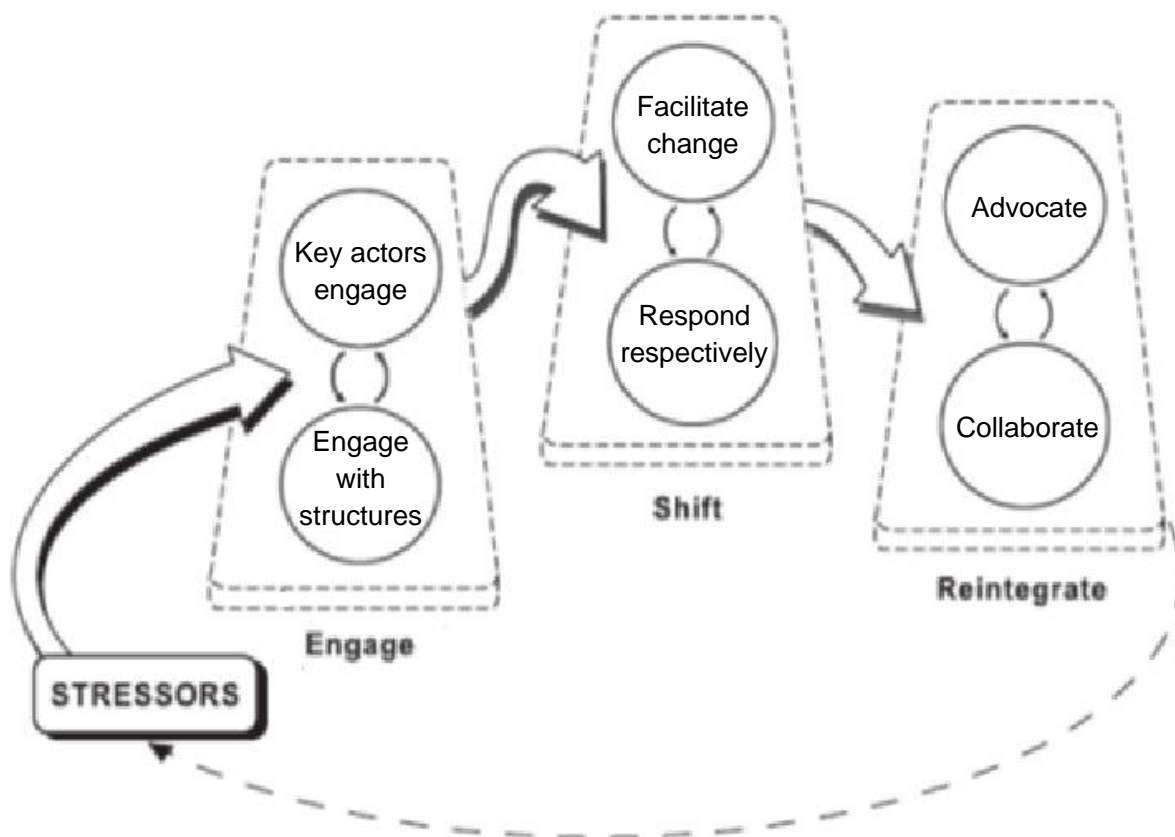 Facilitate
change
Respond
respectively
Shift
Key actors
engage
Engage
with
structures
Engage
Advocate
Collaborate
Reintegrate
STRESSORS